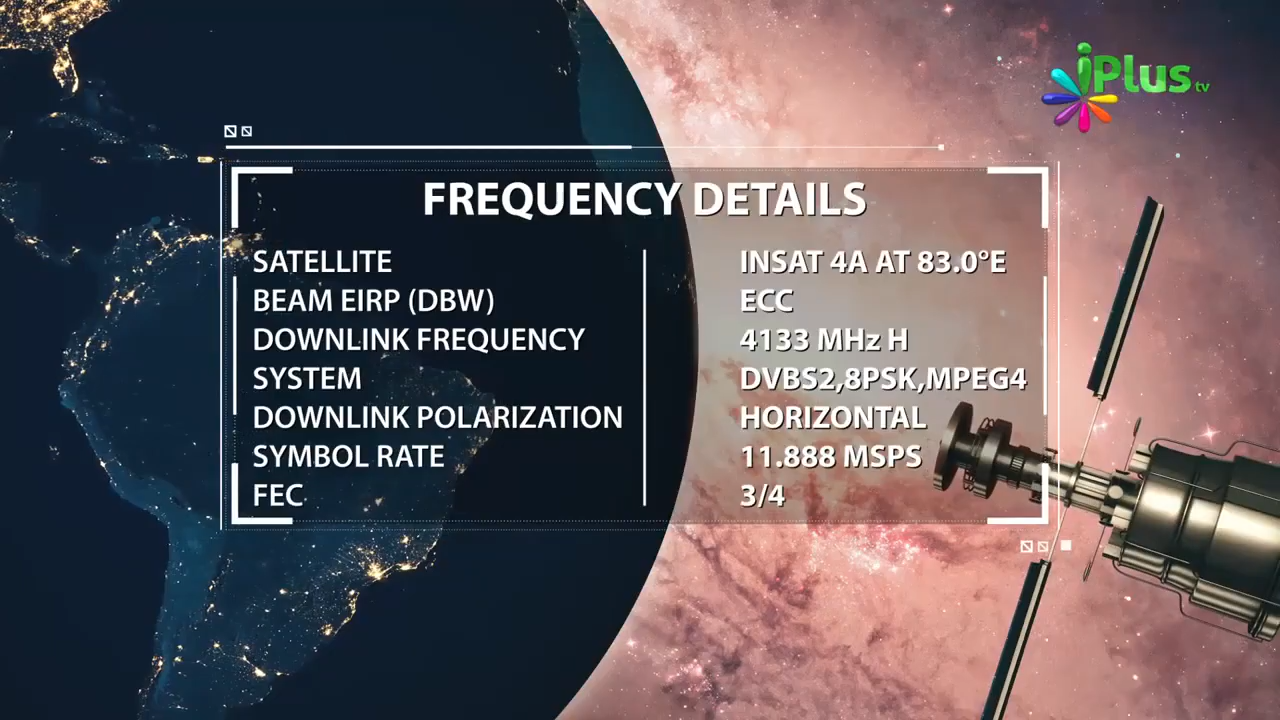 iPlus tv
FREQUENCY DETAILS
SATELLITE INSAT 4A AT 83.0°E
BEAM EIRP (DBW) ECC
DOWNLINK FREQUENCY 4133 MHz H
SYSTEM DVBS2,8PSK,MPEG4
DOWNLINK POLARIZATION HORIZONTAL
SYMBOL RATE 11.888 MSPS
FEC 3/4